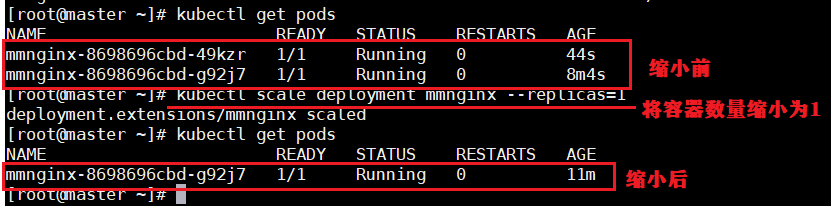 [root@master ~]# kubectl get pods
NAME READY STATUS RESTARTS AGE
mmnginx-8698696cbd-49kzr 1/1 Running 0 44s
mmnginx-8698696cbd-g92j7 1/1 Running 0 8m4s
缩小前
[root@master ~]# kubectl scale deployment mmnginx --replicas=1
将容器数量缩小为1
deployment.extensions/mmnginx scaled
[root@master ~]# kubectl get pods
NAME READY STATUS RESTARTS AGE
mmnginx-8698696cbd-g92j7 1/1 Running 0 11m
缩小后
[root@master ~]#